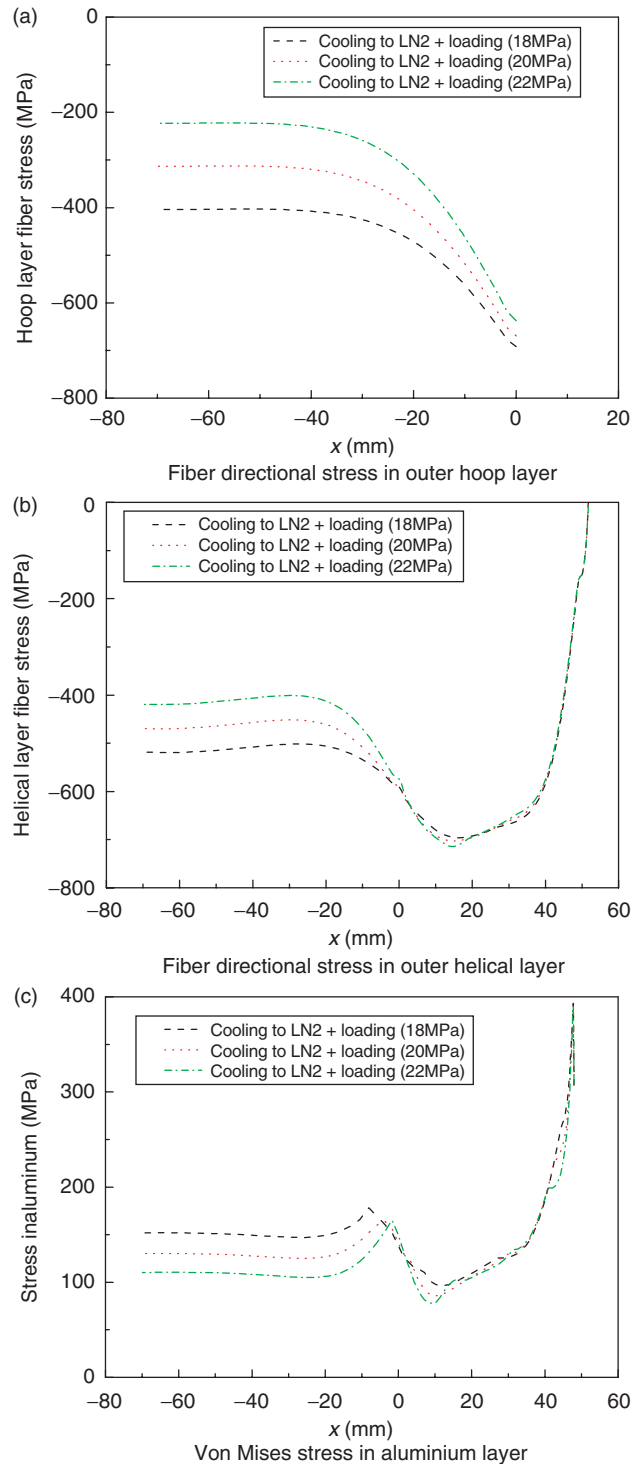 (a)
0
−200
−400
−600
−800
Hoop layer fiber stress (MPa)
Cooling to LN2 + loading (18MPa)
Cooling to LN2 + loading (20MPa)
Cooling to LN2 + loading (22MPa)
−80 −60 −40 −20 0 20
x (mm)
Fiber directional stress in outer hoop layer
(b)
0
−200
−400
−600
−800
Helical layer fiber stress (MPa)
Cooling to LN2 + loading (18MPa)
Cooling to LN2 + loading (20MPa)
Cooling to LN2 + loading (22MPa)
−80 −60 −40 −20 0 20 40 60
x (mm)
Fiber directional stress in outer helical layer
(c)
400
300
200
100
0
Stress inaluminum (MPa)
Cooling to LN2 + loading (18MPa)
Cooling to LN2 + loading (20MPa)
Cooling to LN2 + loading (22MPa)
−80 −60 −40 −20 0 20 40 60
x (mm)
Von Mises stress in aluminium layer